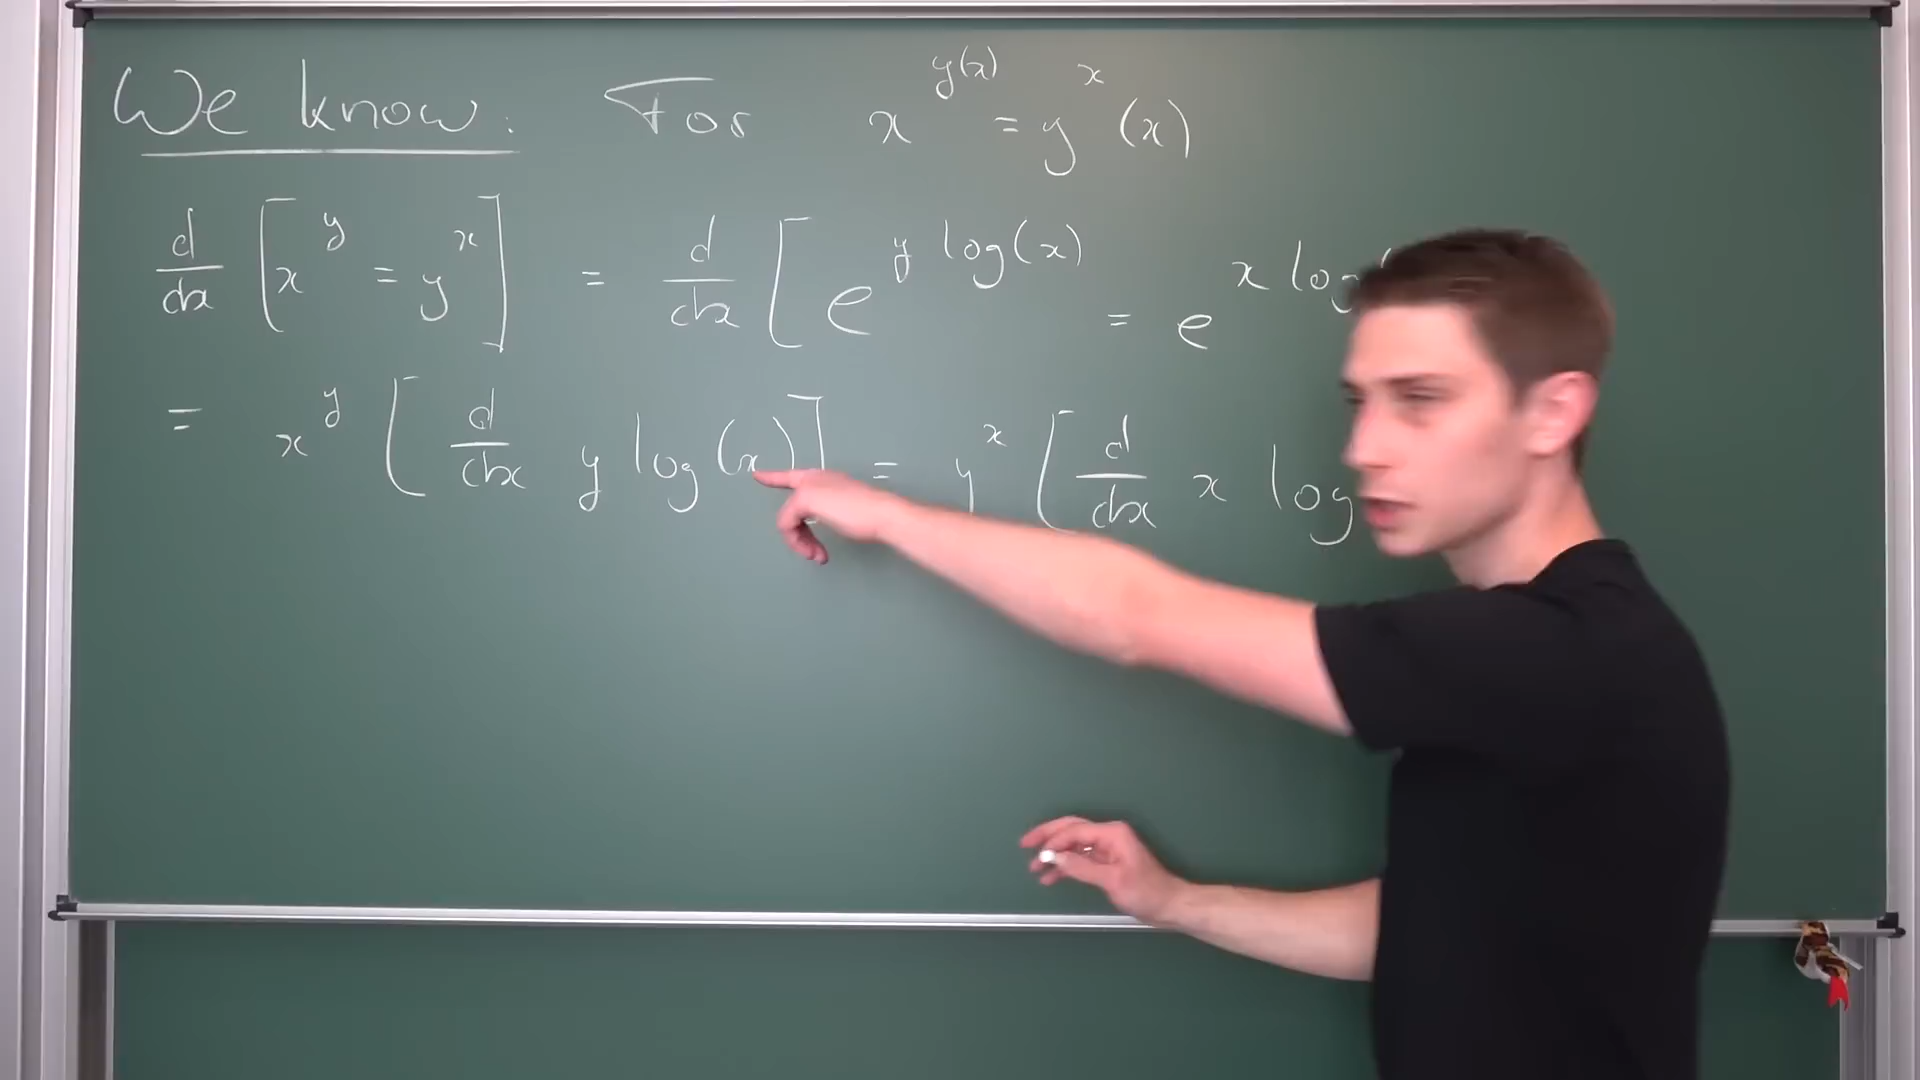 We know: For x^{y(x)} = y^x (x)
d/dx [x^y = y^x] = d/dx [e^{y log(x)} = e^{x log(
= x^y [d/dx y log(x)] = y^x [d/dx x log